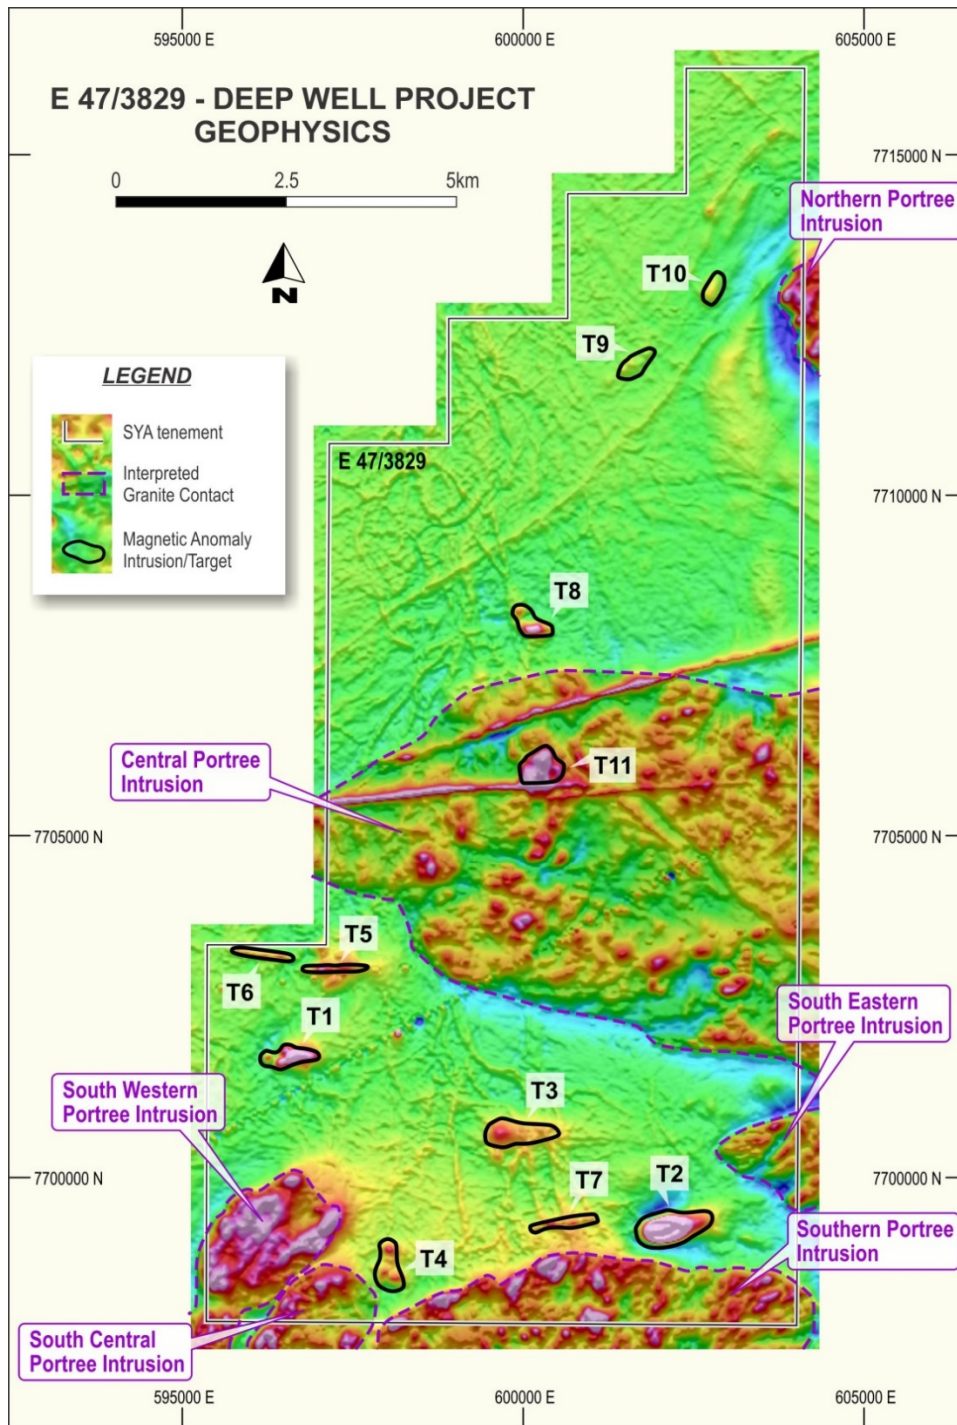 595000 E
600000 E
605000 E
E 47/3829 - DEEP WELL PROJECT
GEOPHYSICS
0
2.5
5km
N
7715000 N
Northern Portree
Intrusion
T10
T9
LEGEND
SYA tenement
Interpreted
Granite Contact
Magnetic Anomaly
Intrusion/Target
E 47/3829
7710000 N
7710000 N
T8
Central Portree
Intrusion
T11
7705000 N
7705000 N
T5
T6
T1
South Eastern
Portree Intrusion
South Western
Portree Intrusion
T3
7700000 N
7700000 N
T7
T2
T4
Southern Portree
Intrusion
South Central
Portree Intrusion
595000 E
600000 E
605000 E